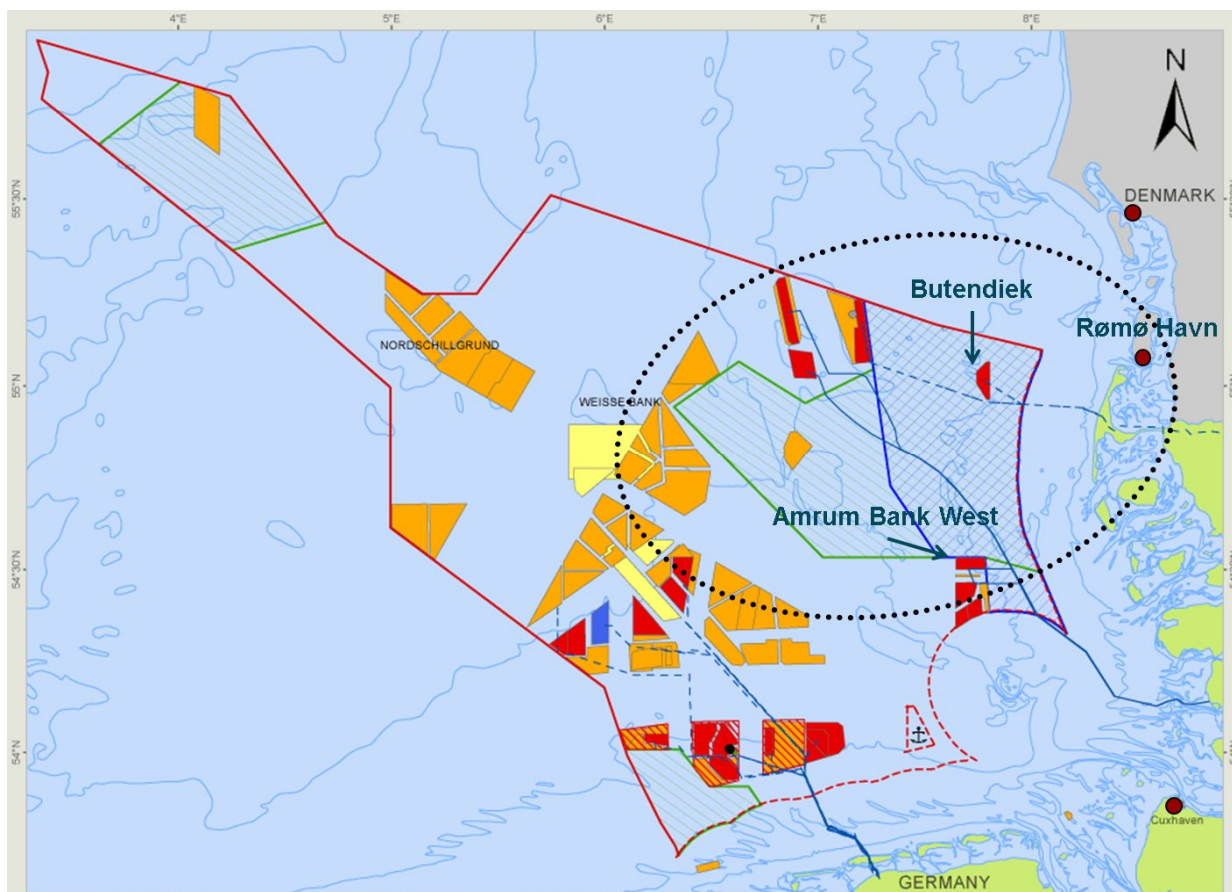 4°E
5°E
6°E
7°E
8°E
N
55°30'N
DENMARK
Butendiek
Rømø Havn
NORDSCHILLGRUND
55°N
WEISSE BANK
Amrum Bank West
54°30'N
54°N
Cuxhaven
GERMANY